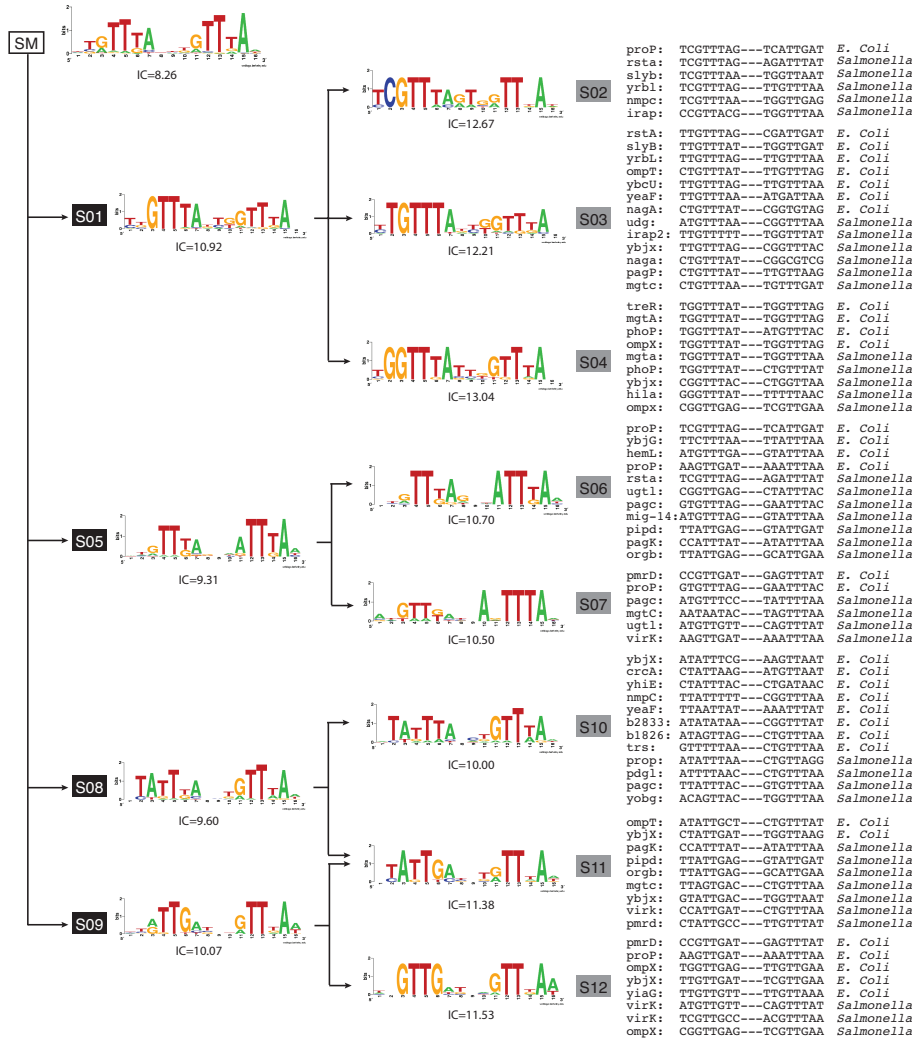 SM
IC=8.26
S01
IC=10.92
S02
IC=12.67
S03
IC=12.21
S04
IC=13.04
S05
IC=9.31
S06
IC=10.70
S07
IC=10.50
S08
IC=9.60
S10
IC=10.00
S09
IC=10.07
S11
IC=11.38
S12
IC=11.53
proP: TCGTTTAG---TCATTGAT E. Coli
rsta: TCGTTTAG---AGATTTAT Salmonella
slyb: TCGTTTAA---TGGTTAAT Salmonella
yrbl: TCGTTTAG---TTGTTTAA Salmonella
nmpc: TCGTTTAA---TGGTTGAG Salmonella
irap: CCGTTACG---TGGTTTAA Salmonella
rstA: TTGTTTAG---CGATTGAT E. Coli
slyB: TTGTTTAG---TGGTTGAT E. Coli
yrbL: TTGTTTAG---TTGTTTAA E. Coli
ompT: CTGTTTAT---TTGTTTAG E. Coli
ybcU: TTGTTTAG---TTGTTTAA E. Coli
yeaF: TTGTTTAA---ATGATTAA E. Coli
nagA: CTGTTTAT---CGGTGTAG E. Coli
udg: ATGTTTAA---CGGTTTAA Salmonella
irap2: TTGTTTTT---TGGTTTAT Salmonella
ybjx: TTGTTTAG---CGGTTTAC Salmonella
naga: CTGTTTAT---CGGCGTCG Salmonella
pagP: CTGTTTAT---TTGTTAAG Salmonella
mgtc: CTGTTTAA---TGTTTGAT Salmonella
treR: TGGTTTAT---TGGTTTAG E. Coli
mgtA: TGGTTTAT---TGGTTTAG E. Coli
phoP: TGGTTTAT---ATGTTTAC E. Coli
ompX: TGGTTTAT---TGGTTTAG E. Coli
mgta: TGGTTTAT---TGGTTTAA Salmonella
phoP: TGGTTTAT---CTGTTTAT Salmonella
ybjx: CGGTTTAC---CTGGTTAA Salmonella
hila: GGGTTTAT---TTTTTAAC Salmonella
ompx: CGGTTGAG---TCGTTGAA Salmonella
proP: TCGTTTAG---TCATTGAT E. Coli
ybjG: TTCTTTAA---TTATTTAA E. Coli
hemL: ATGTTTGA---GTATTTAA E. Coli
proP: AAGTTGAT---AAATTTAA E. Coli
rsta: TCGTTTAG---AGATTTAT Salmonella
ugtl: GGTTTGAG---CTATTTAC Salmonella
pagc: GTGTTTAG---GAATTTAC Salmonella
mig-14: ATGTTTAG---GTATTTAA Salmonella
pipd: TTATTGAG---GTATTGAT Salmonella
pagK: CCATTTAT---ATATTTAA Salmonella
orgb: TTATTGAG---GCATTGAA Salmonella
pmrD: CCGTTGAT---GAGTTTAT E. Coli
proP: GTGTTTAG---GAATTTAC E. Coli
pagc: ATGTTTCC---TATTTTAA Salmonella
mgtC: AATAATAC---TAGTTTAA Salmonella
ugtl: ATGTTGTT---CAGTTTAT Salmonella
virK: AAGTTGAT---AAATTTAA Salmonella
ybjX: ATATTTCG---AAGTTAAT E. Coli
crcA: CTATTAAG---ATGTTAAT E. Coli
yhiE: CTATTTAC---CTGATAAC E. Coli
nmpC: TTATTTTT---CGGTTTAA E. Coli
yeaF: TTAATTAT---AAATTTAT E. Coli
b2833: ATATATAA---CGGTTTAT E. Coli
b1826: ATAGTTAG---CTGTTTAA E. Coli
trs: GTTTTTAA---CTGTTTAA E. Coli
prop: ATATTTAA---CTGTTAGG Salmonella
pdgl: ATTTTAAC---CTGTTTAT Salmonella
pagc: TTATTTAC---GTGTTTAA Salmonella
yobg: ACAGTTAC---TGGTTTAA Salmonella
ompT: ATATTGCT---CTATTTAT E. Coli
ybjX: CTATTGAT---TGGTTAAG E. Coli
pagK: CCATTTAT---ATATTTAA Salmonella
pipd: TTATTGAG---GTATTGAT Salmonella
orgb: TTATTGAG---GCATTGAA Salmonella
mgtc: TTAGTGAC---CTGTTTAA Salmonella
ybjx: GTATTGAC---TGGTTAAT Salmonella
virk: CCATTGAT---CTGTTTAA Salmonella
pmrd: CTATTGCC---TTGTTTAT Salmonella
pmrD: CCGTTGAT---GAGTTTAT E. Coli
proP: AAGTTGAT---AAATTTAA E. Coli
ompX: TGGTTGAG---TTGTTGAA E. Coli
ybjX: TTGTTGAT---TCGTTGAA E. Coli
yiaG: TTGTTGTT---TTGTTAAA E. Coli
virK: ATGTTGTT---CAGTTTAT Salmonella
virK: TCGTTGCC---ACGTTTAA Salmonella
ompX: CGGTTGAG---TCGTTGAA Salmonella